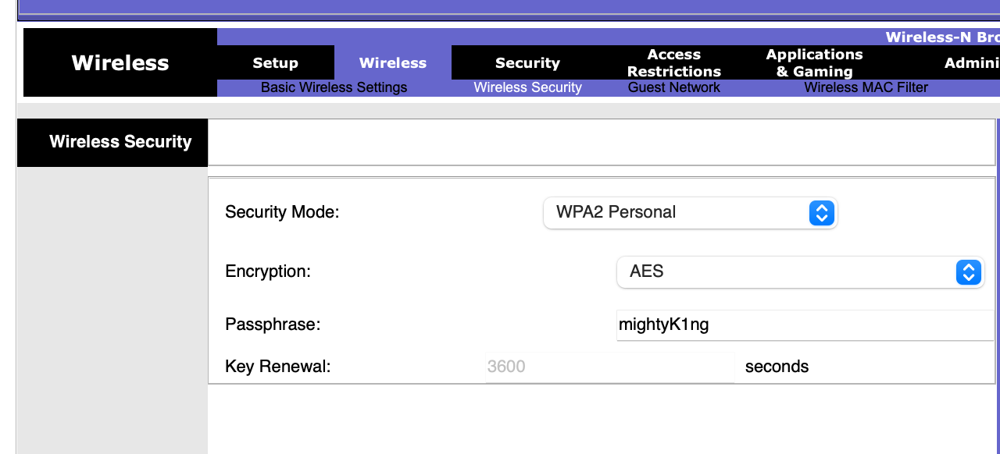 Wireless-N Bro
Wireless
Setup
Wireless
Security
Access
Restrictions
Applications
& Gaming
Admini
Basic Wireless Settings
Wireless Security
Guest Network
Wireless MAC Filter
Wireless Security
Security Mode:
WPA2 Personal
Encryption:
AES
Passphrase:
mightyK1ng
Key Renewal:
3600
seconds